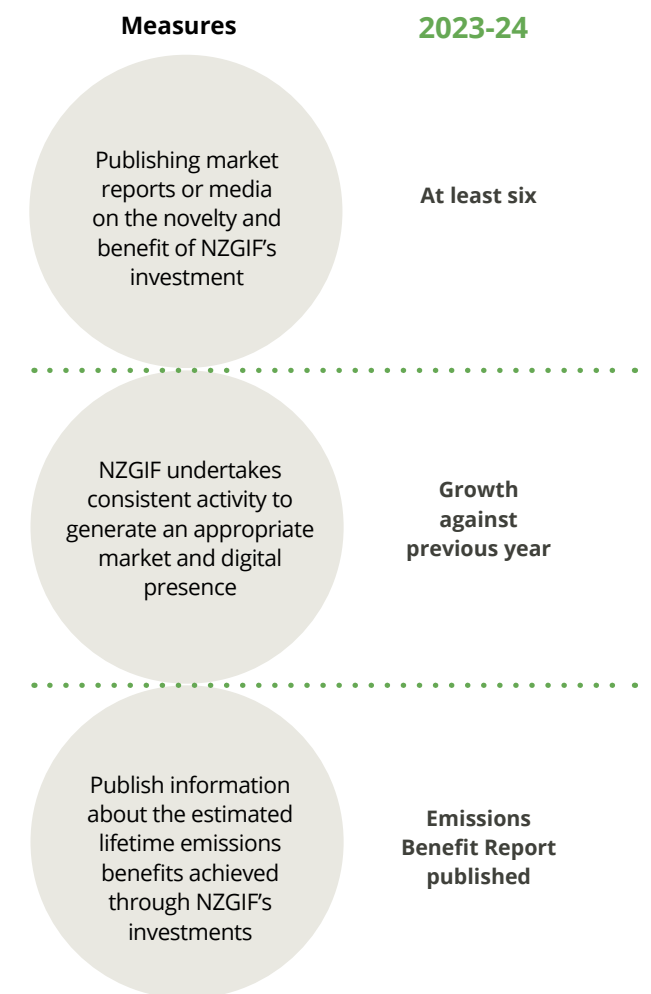 Measures
2023-24
Publishing market
reports or media
on the novelty and
benefit of NZGIF’s
investment
At least six
NZGIF undertakes
consistent activity to
generate an appropriate
market and digital
presence
Growth
against
previous year
Publish information
about the estimated
lifetime emissions
benefits achieved
through NZGIF’s
investments
Emissions
Benefit Report
published